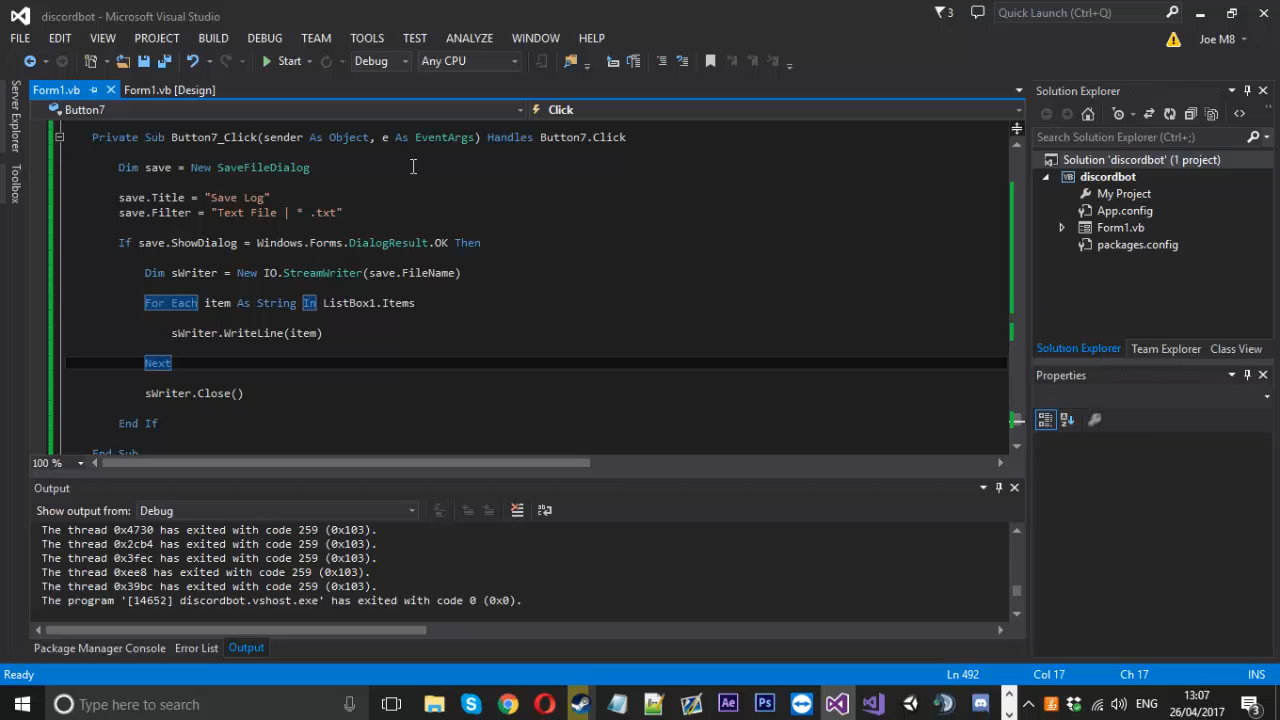 discordbot - Microsoft Visual Studio
3
Quick Launch (Ctrl+Q)
FILE EDIT VIEW PROJECT BUILD DEBUG TEAM TOOLS TEST ANALYZE WINDOW HELP
Joe M8
Start Debug Any CPU
Server Explorer
Toolbox
Form1.vb
Form1.vb [Design]
Button7
Click
Private Sub Button7_Click(sender As Object, e As EventArgs) Handles Button7.Click
Dim save = New SaveFileDialog
save.Title = "Save Log"
save.Filter = "Text File | * .txt"
If save.ShowDialog = Windows.Forms.DialogResult.OK Then
Dim sWriter = New IO.StreamWriter(save.FileName)
For Each item As String In ListBox1.Items
sWriter.WriteLine(item)
Next
sWriter.Close()
End If
End Sub
100 %
Output
Show output from: Debug
The thread 0x4730 has exited with code 259 (0x103).
The thread 0x2cb4 has exited with code 259 (0x103).
The thread 0x3fec has exited with code 259 (0x103).
The thread 0xee8 has exited with code 259 (0x103).
The thread 0x39bc has exited with code 259 (0x103).
The program '[14652] discordbot.vshost.exe' has exited with code 0 (0x0).
Package Manager Console Error List Output
Solution Explorer
Search Solution Explorer (Ctrl+;)
Solution 'discordbot' (1 project)
VB discordbot
My Project
App.config
Form1.vb
packages.config
Solution Explorer Team Explorer Class View
Properties
Ready
Ln 492
Col 17
Ch 17
INS
Type here to search
Ae
Ps
ENG
13:07
26/04/2017